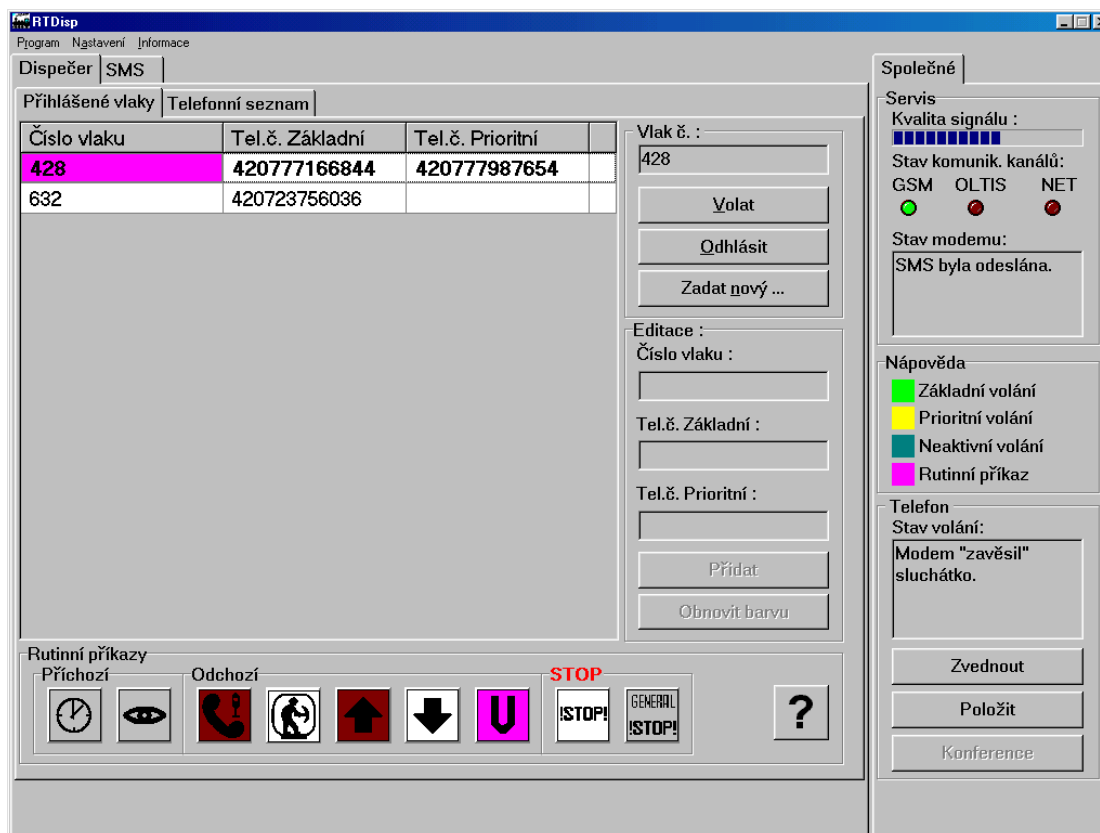 RTDisp
Program Nastavení Informace
Dispečer SMS
Přihlášené vlaky Telefonní seznam
Číslo vlaku Tel.č. Základní Tel.č. Prioritní
428 420777166844 420777987654
632 420723756036
Vlak č. :
428
Volat
Odhlásit
Zadat nový ...
Editace :
Číslo vlaku :
Tel.č. Základní :
Tel.č. Prioritní :
Přidat
Obnovit barvu
Rutinní příkazy
Příchozí Odchozí STOP
!STOP!
GENERAL
!STOP!
?
Společné
Servis
Kvalita signálu :
Stav komunik. kanálů:
GSM OLTIS NET
Stav modemu:
SMS byla odeslána.
Nápověda
Základní volání
Prioritní volání
Neaktivní volání
Rutinní příkaz
Telefon
Stav volání:
Modem "zavěsil"
sluchátko.
Zvednout
Položit
Konference